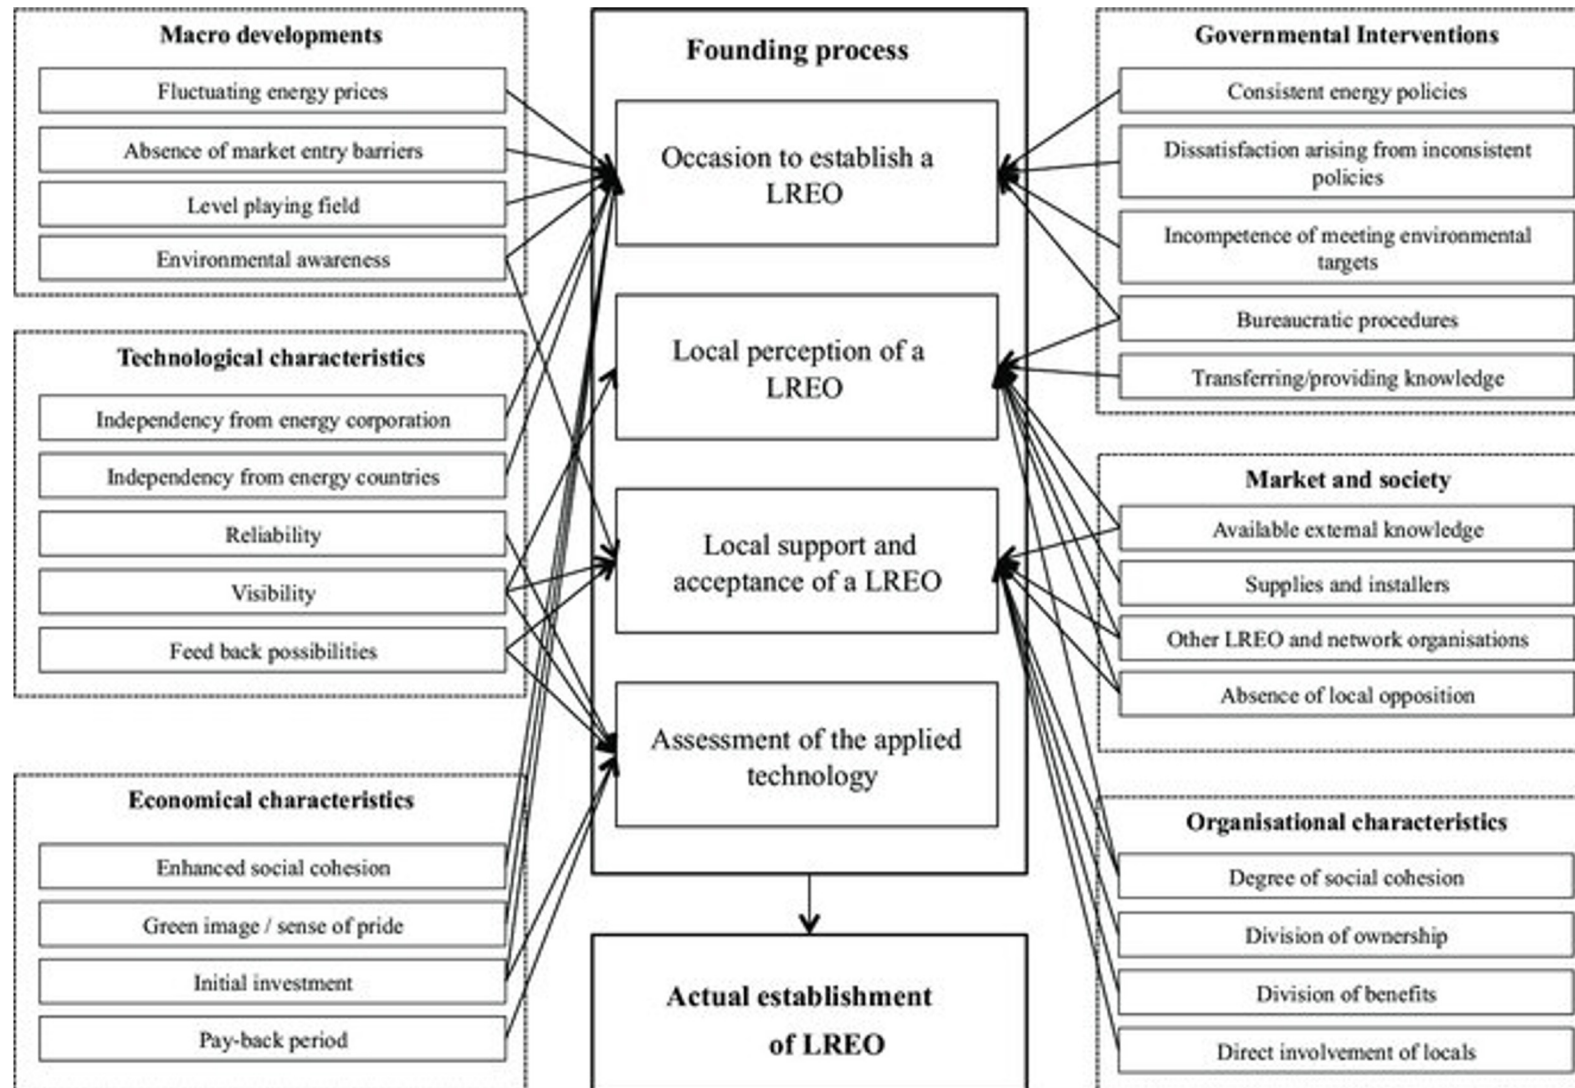 Macro developments
Fluctuating energy prices
Absence of market entry barriers
Level playing field
Environmental awareness
Technological characteristics
Independency from energy corporation
Independency from energy countries
Reliability
Visibility
Feed back possibilities
Economical characteristics
Enhanced social cohesion
Green image / sense of pride
Initial investment
Pay-back period
Founding process
Occasion to establish a
LREO
Local perception of a
LREO
Local support and
acceptance of a LREO
Assessment of the applied
technology
Actual establishment
of LREO
Governmental Interventions
Consistent energy policies
Dissatisfaction arising from inconsistent
policies
Incompetence of meeting environmental
targets
Bureaucratic procedures
Transferring/providing knowledge
Market and society
Available external knowledge
Supplies and installers
Other LREO and network organisations
Absence of local opposition
Organisational characteristics
Degree of social cohesion
Division of ownership
Division of benefits
Direct involvement of locals